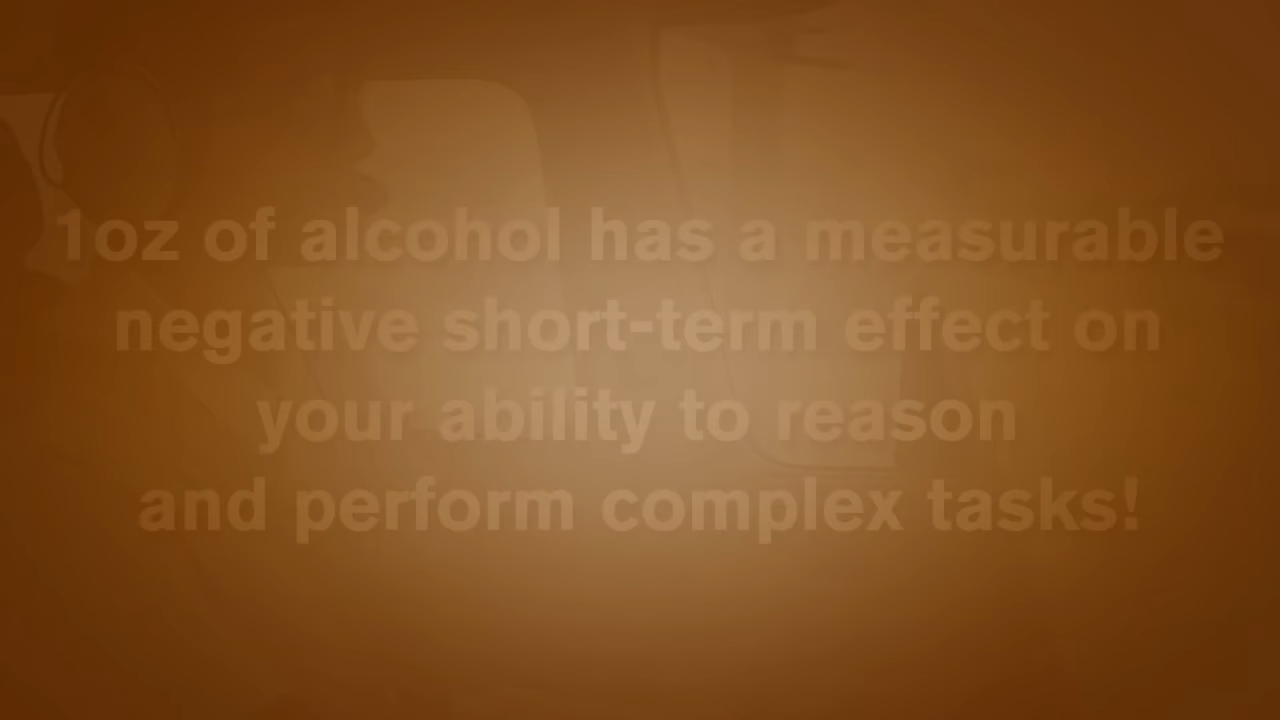 1oz of alcohol has a measurable
negative short-term effect on
your ability to reason
and perform complex tasks!